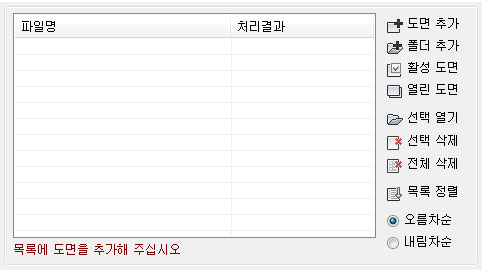 파일명 처리결과
도면 추가
폴더 추가
활성 도면
열린 도면
선택 열기
선택 삭제
전체 삭제
목록 정렬
오름차순
내림차순
목록에 도면을 추가해 주십시오